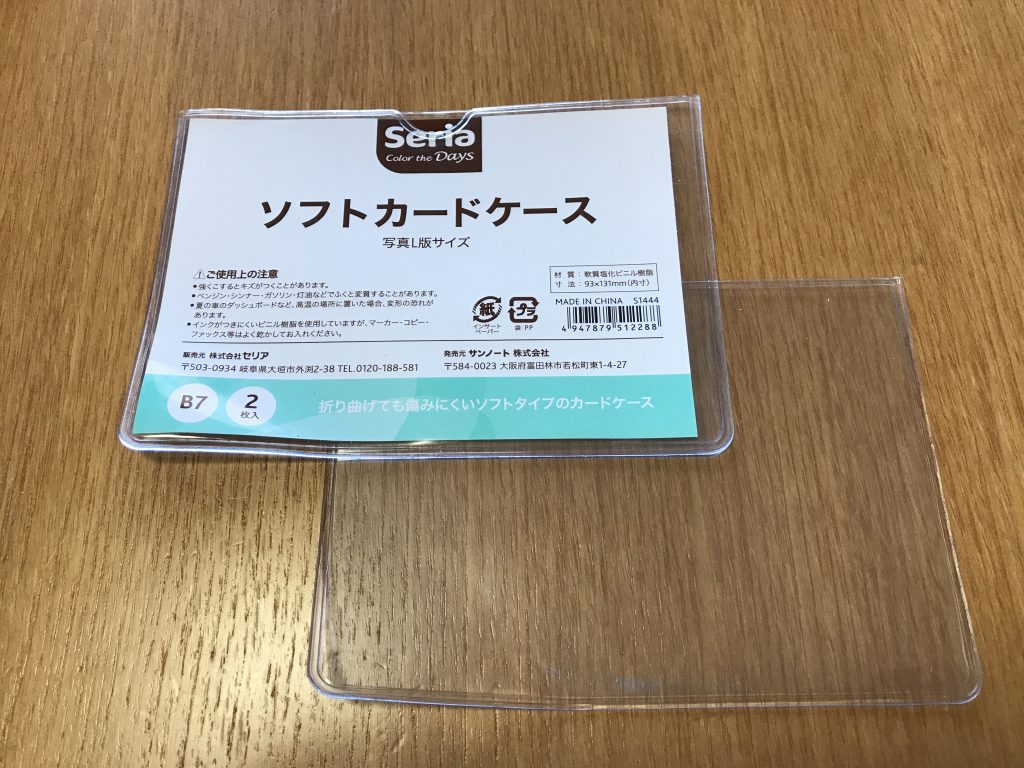 Seria
Color the Days
ソフトカードケース
写真L版サイズ
⚠ご使用上の注意
•強くこするとキズがつくことがあります。
•ベンジン・シンナー・ガソリン・灯油などでふくと変質することがあります。
•夏の車のダッシュボードなど、高温の場所に置いた場合、変形の恐れが
あります。
•インクがつきにくいビニル樹脂を使用していますが、マーカー・コピー・
ファックス等はよく乾かしてお入れください。
材 質:軟質塩化ビニル樹脂
寸 法:93×131mm(内寸)
MADE IN CHINA S1444
紙
インサート
ペーパー
プラ
袋:PP
4 947879 512288
販売元 株式会社セリア
〒503-0934 岐阜県大垣市外渕2-38 TEL.0120-188-581
発売元 サンノート 株式会社
〒584-0023 大阪府富田林市若松町東1-4-27
B7
2
枚入
折り曲げても傷みにくいソフトタイプのカードケース